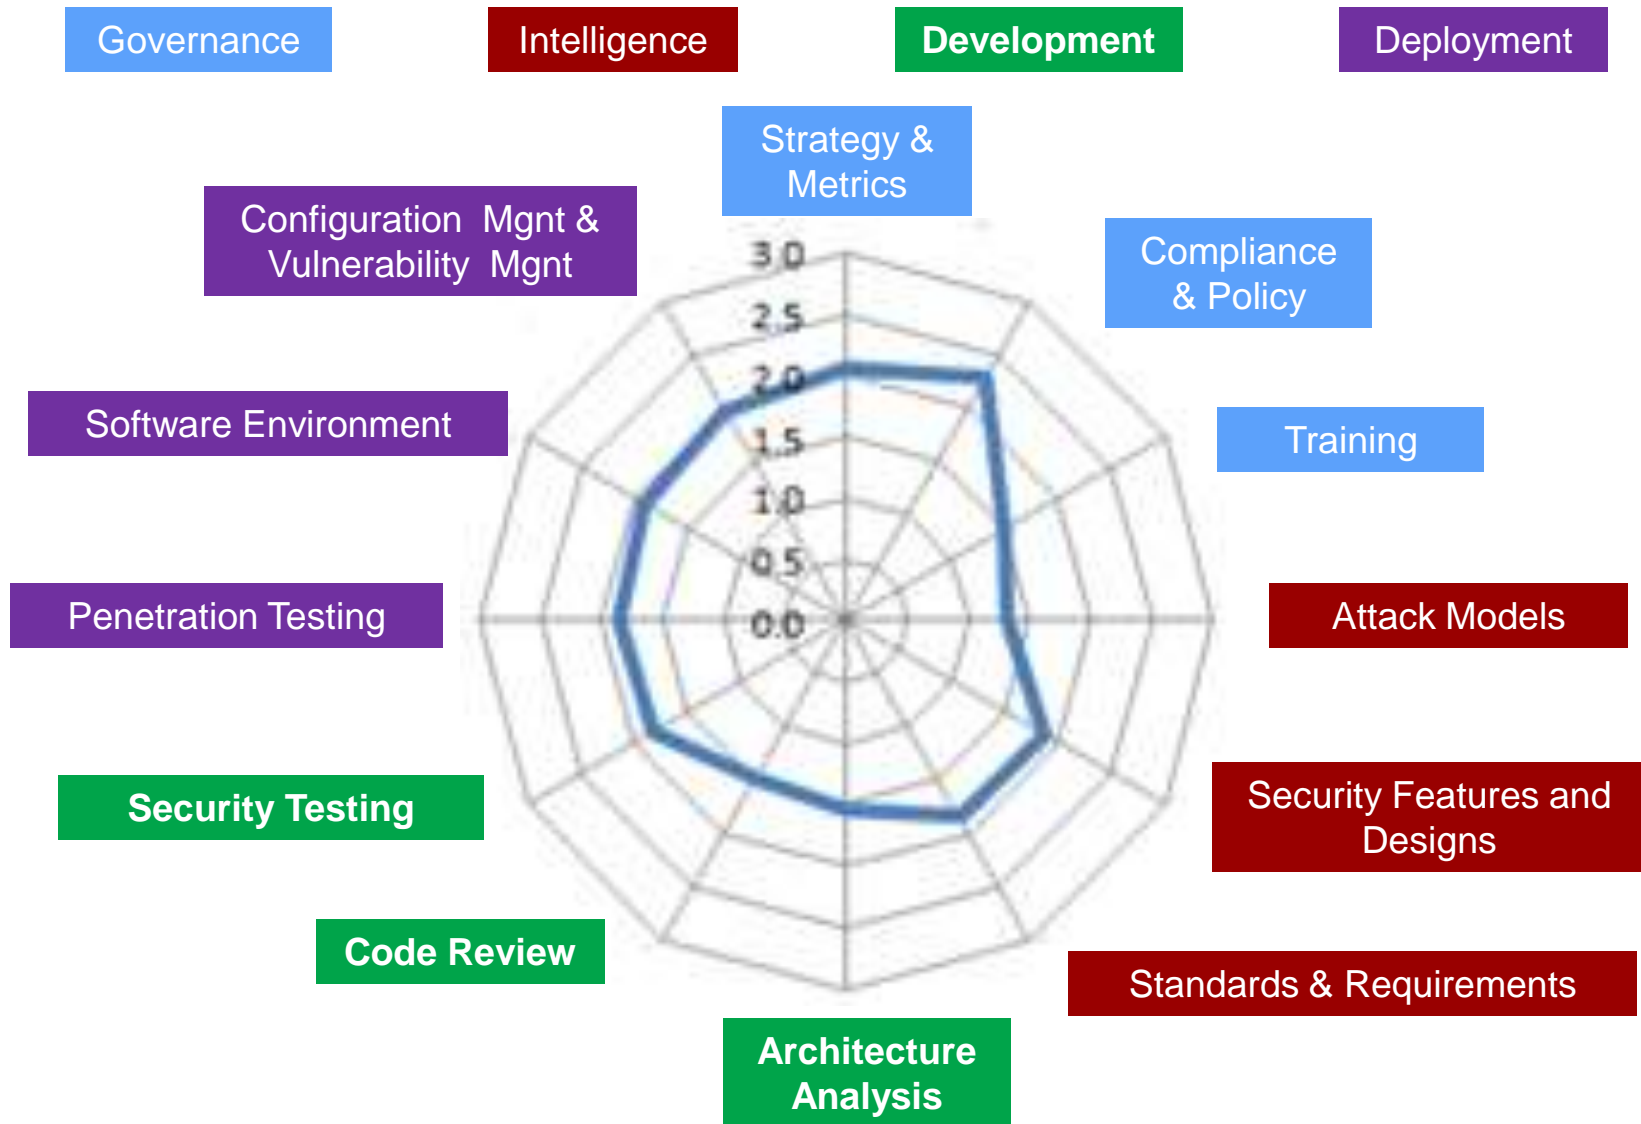 Governance
Intelligence
Development
Deployment
Strategy &
Metrics
Configuration Mgnt &
Vulnerability Mgnt
Compliance
& Policy
3.0
2.5
2.0
1.5
1.0
0.5
0.0
Software Environment
Training
Penetration Testing
Attack Models
Security Testing
Security Features and
Designs
Code Review
Standards & Requirements
Architecture
Analysis